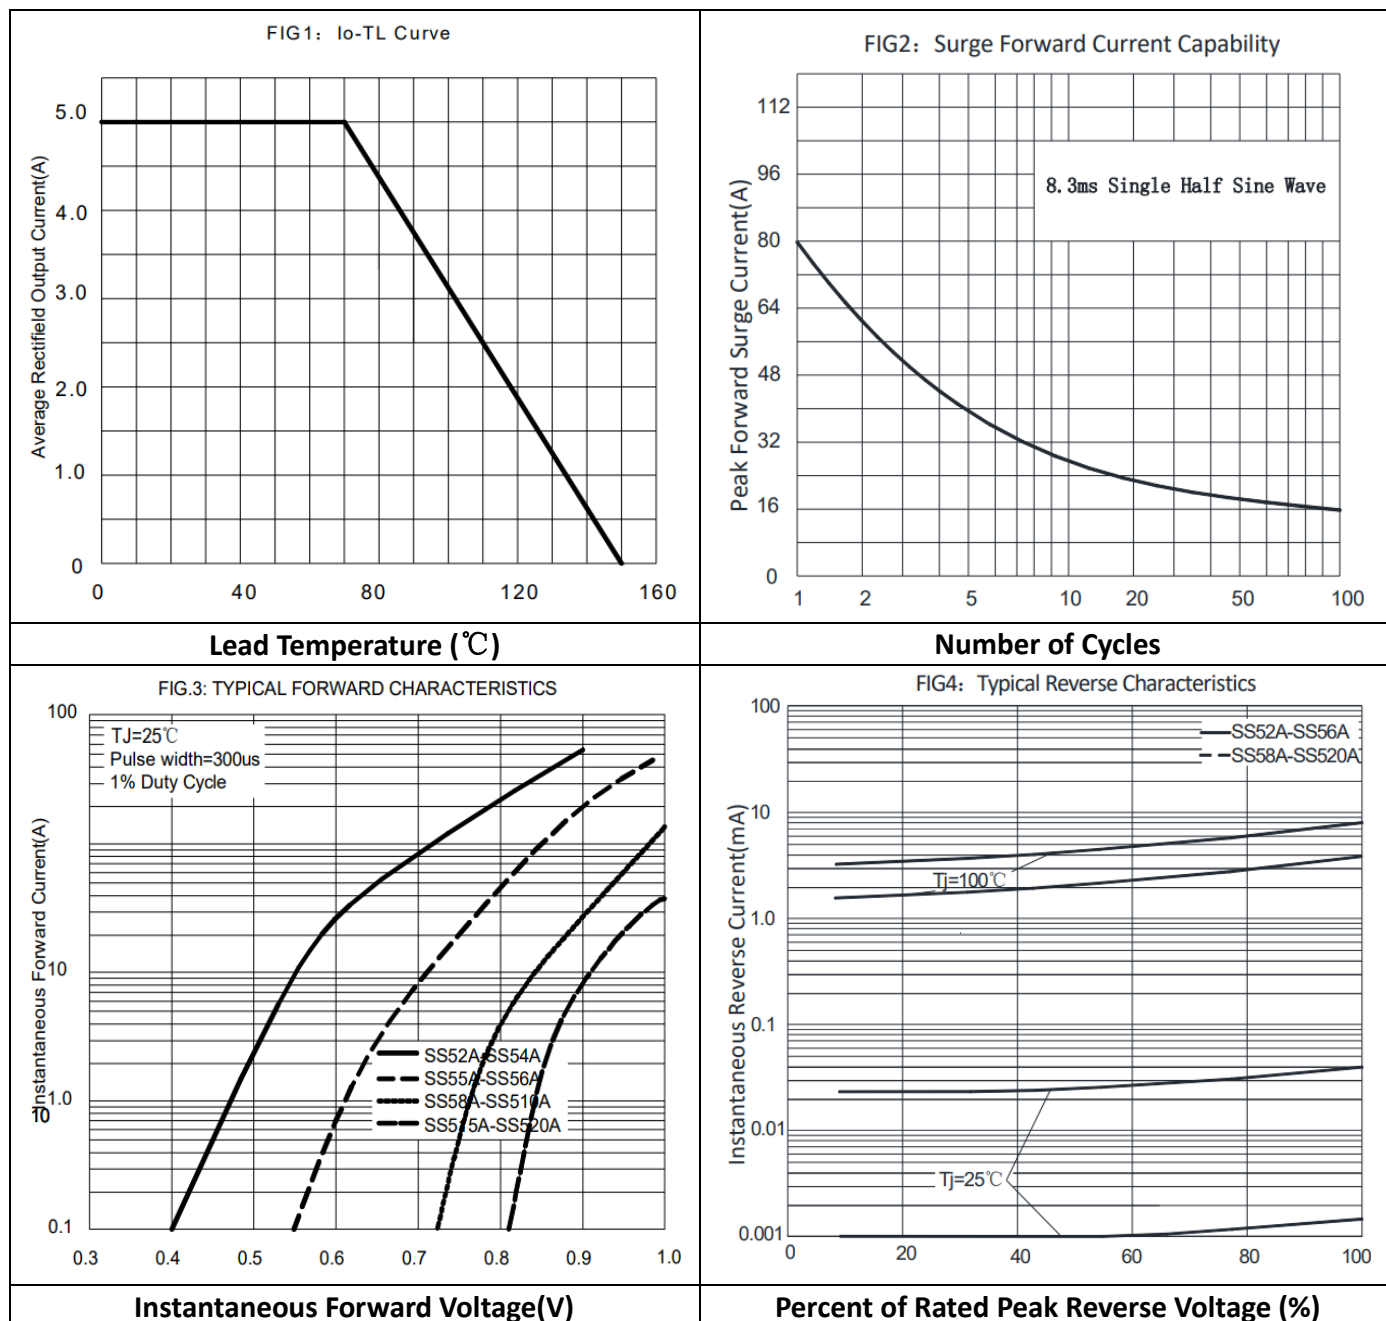 FIG1: Io-TL Curve
Average Rectifield Output Current(A)
5.0
4.0
3.0
2.0
1.0
0
0 40 80 120 160
Lead Temperature (℃)
FIG2: Surge Forward Current Capability
Peak Forward Surge Current(A)
112
96
80
64
48
32
16
0
8.3ms Single Half Sine Wave
1 2 5 10 20 50 100
Number of Cycles
FIG.3: TYPICAL FORWARD CHARACTERISTICS
Instantaneous Forward Current(A)
100
10
1.0
0.1
TJ=25℃
Pulse width=300us
1% Duty Cycle
SS52A-SS54A
SS55A-SS56A
SS58A-SS510A
SS515A-SS520A
0.3 0.4 0.5 0.6 0.7 0.8 0.9 1.0
Instantaneous Forward Voltage(V)
FIG4: Typical Reverse Characteristics
Instantaneous Reverse Current(mA)
100
10
1.0
0.1
0.01
0.001
SS52A-SS56A
SS58A-SS520A
Tj=100℃
Tj=25℃
0 20 40 60 80 100
Percent of Rated Peak Reverse Voltage (%)